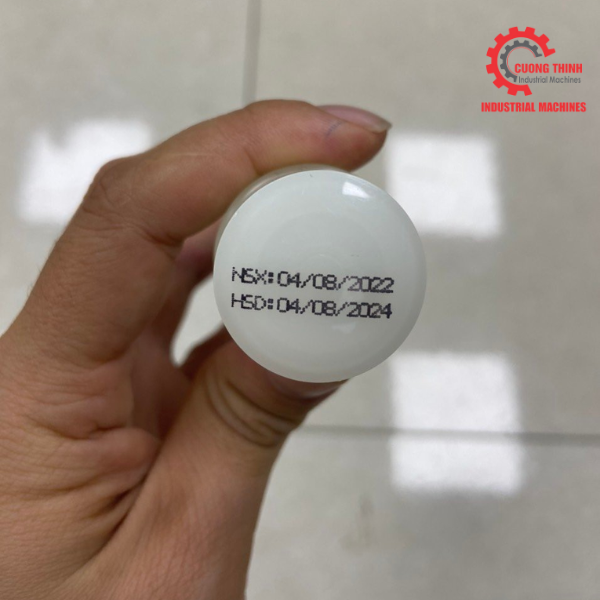 CUONG THINH
Industrial Machines
INDUSTRIAL MACHINES
NSX: 04/08/2022
HSD: 04/08/2024